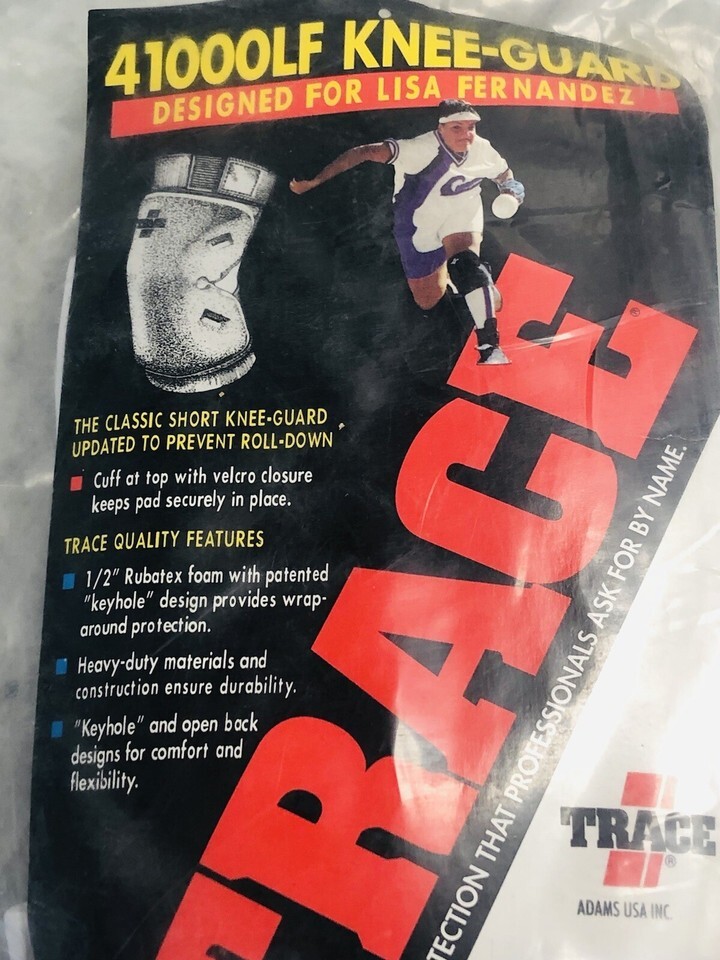 41000LF KNEE-GUARD
DESIGNED FOR LISA FERNANDEZ
THE CLASSIC SHORT KNEE-GUARD
UPDATED TO PREVENT ROLL-DOWN
Cuff at top with velcro closure
keeps pad securely in place.
TRACE QUALITY FEATURES
1/2" Rubatex foam with patented
"keyhole" design provides wrap-
around protection.
Heavy-duty materials and
construction ensure durability.
"Keyhole" and open back
designs for comfort and
flexibility.
TRACE®
TECTION THAT PROFESSIONALS ASK FOR BY NAME.
TRACE®
ADAMS USA INC.